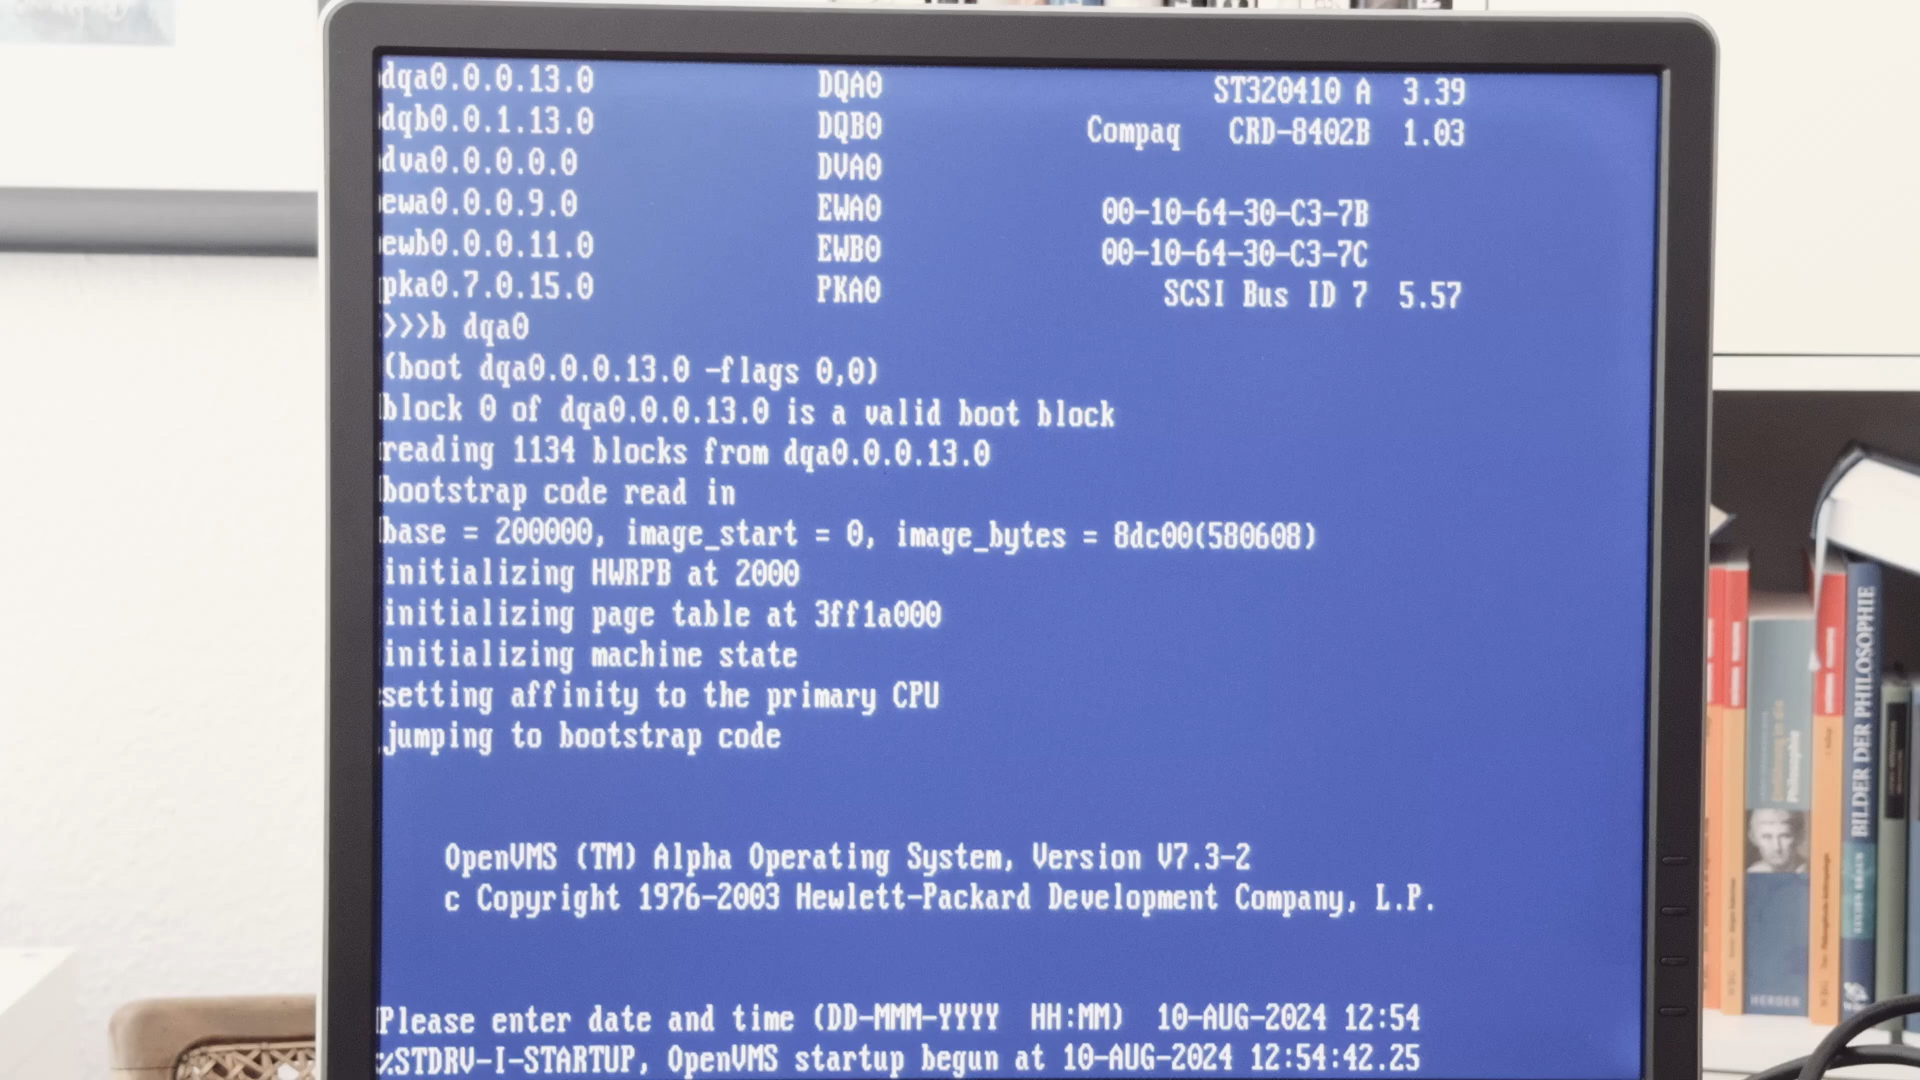 dqa0.0.0.13.0 DQA0 ST320410 A 3.39
dqb0.0.1.13.0 DQB0 Compaq CRD-8402B 1.03
dva0.0.0.0.0 DVA0
ewa0.0.0.9.0 EWA0 00-10-64-30-C3-7B
ewb0.0.0.11.0 EWB0 00-10-64-30-C3-7C
pka0.7.0.15.0 PKA0 SCSI Bus ID 7 5.57
>>>b dqa0
(boot dqa0.0.0.13.0 -flags 0,0)
block 0 of dqa0.0.0.13.0 is a valid boot block
reading 1134 blocks from dqa0.0.0.13.0
bootstrap code read in
base = 200000, image_start = 0, image_bytes = 8dc00(580608)
initializing HWRPB at 2000
initializing page table at 3ff1a000
initializing machine state
setting affinity to the primary CPU
jumping to bootstrap code
OpenVMS (TM) Alpha Operating System, Version V7.3-2
c Copyright 1976-2003 Hewlett-Packard Development Company, L.P.
Please enter date and time (DD-MMM-YYYY HH:MM) 10-AUG-2024 12:54
%STDRV-I-STARTUP, OpenVMS startup begun at 10-AUG-2024 12:54:42.25
BILDER DER PHILOSOPHIE
Einführung in die
Philosophie
HERDER